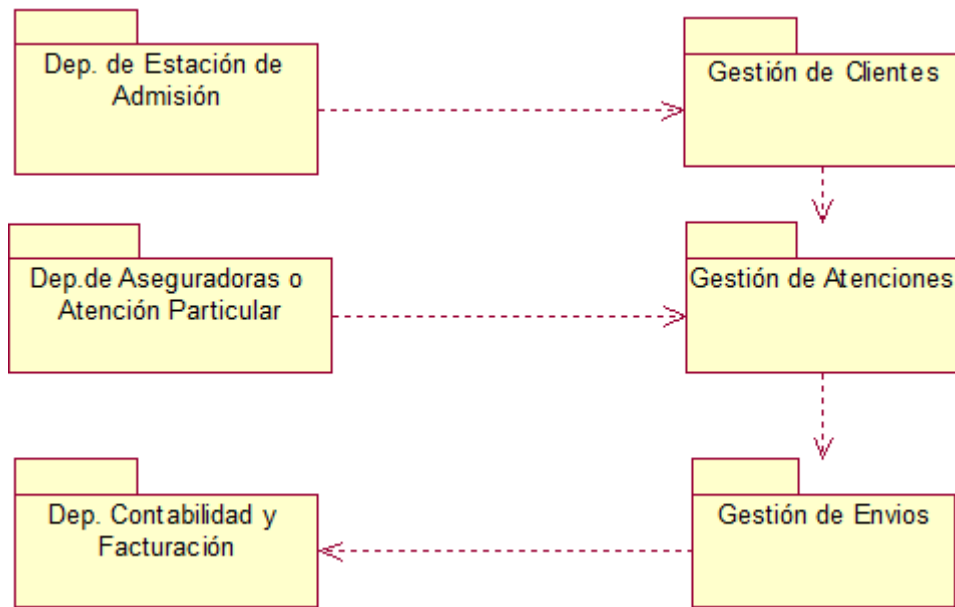 Dep. de Estación de
Admisión
Gestión de Clientes
Dep.de Aseguradoras o
Atención Particular
Gestión de Atenciones
Dep. Contabilidad y
Facturación
Gestión de Envios